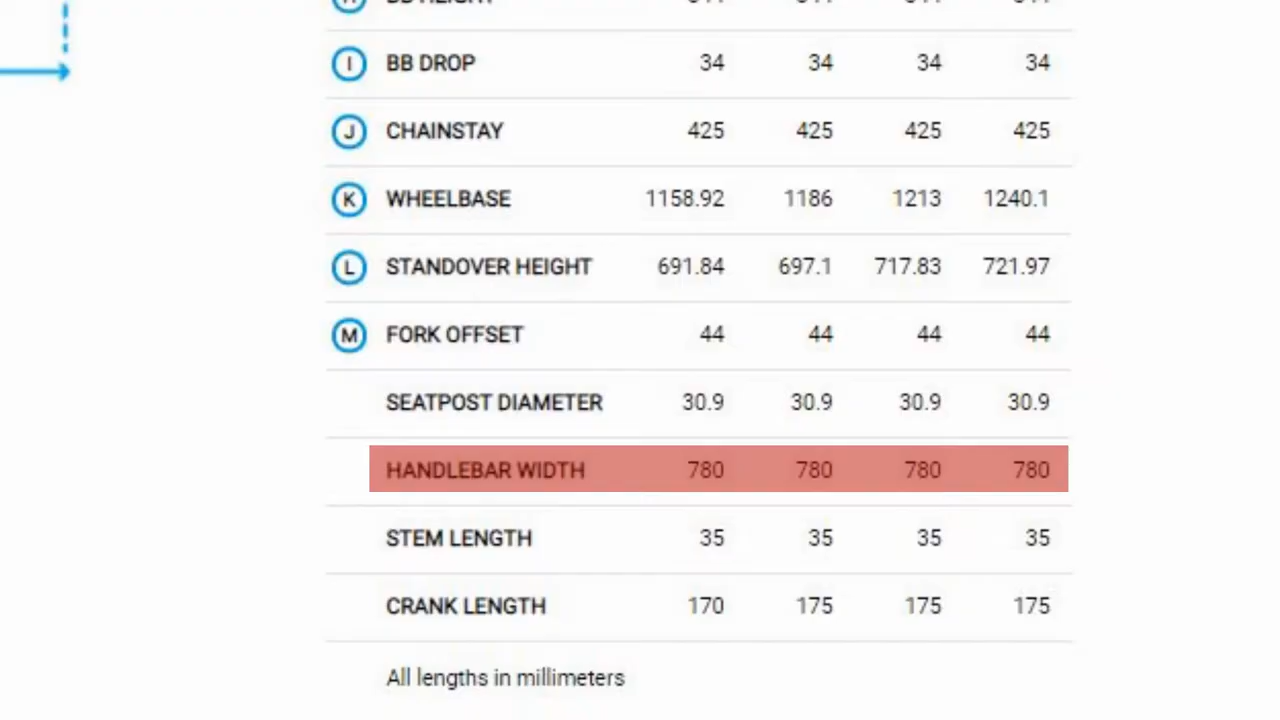 I BB DROP 34 34 34 34
J CHAINSTAY 425 425 425 425
K WHEELBASE 1158.92 1186 1213 1240.1
L STANDOVER HEIGHT 691.84 697.1 717.83 721.97
M FORK OFFSET 44 44 44 44
SEATPOST DIAMETER 30.9 30.9 30.9 30.9
HANDLEBAR WIDTH 780 780 780 780
STEM LENGTH 35 35 35 35
CRANK LENGTH 170 175 175 175
All lengths in millimeters